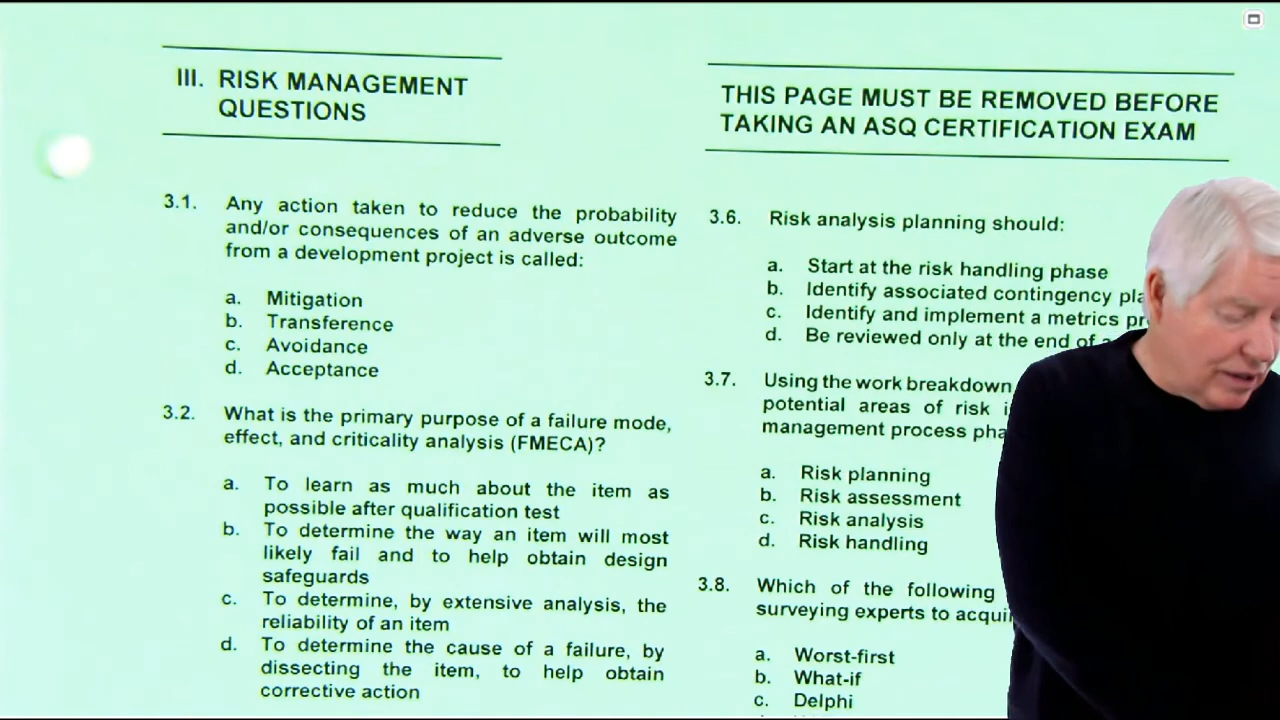 III. RISK MANAGEMENT
QUESTIONS
3.1. Any action taken to reduce the probability
and/or consequences of an adverse outcome
from a development project is called:
a. Mitigation
b. Transference
c. Avoidance
d. Acceptance
3.2. What is the primary purpose of a failure mode,
effect, and criticality analysis (FMECA)?
a. To learn as much about the item as
possible after qualification test
b. To determine the way an item will most
likely fail and to help obtain design
safeguards
c. To determine, by extensive analysis, the
reliability of an item
d. To determine the cause of a failure, by
dissecting the item, to help obtain
corrective action
THIS PAGE MUST BE REMOVED BEFORE
TAKING AN ASQ CERTIFICATION EXAM
3.6. Risk analysis planning should:
a. Start at the risk handling phase
b. Identify associated contingency
c. Identify and implement a metrics
d. Be reviewed only at the end of
3.7. Using the work breakdown
potential areas of risk
management process
a. Risk planning
b. Risk assessment
c. Risk analysis
d. Risk handling
3.8. Which of the following
surveying experts to
a. Worst-first
b. What-if
c. Delphi